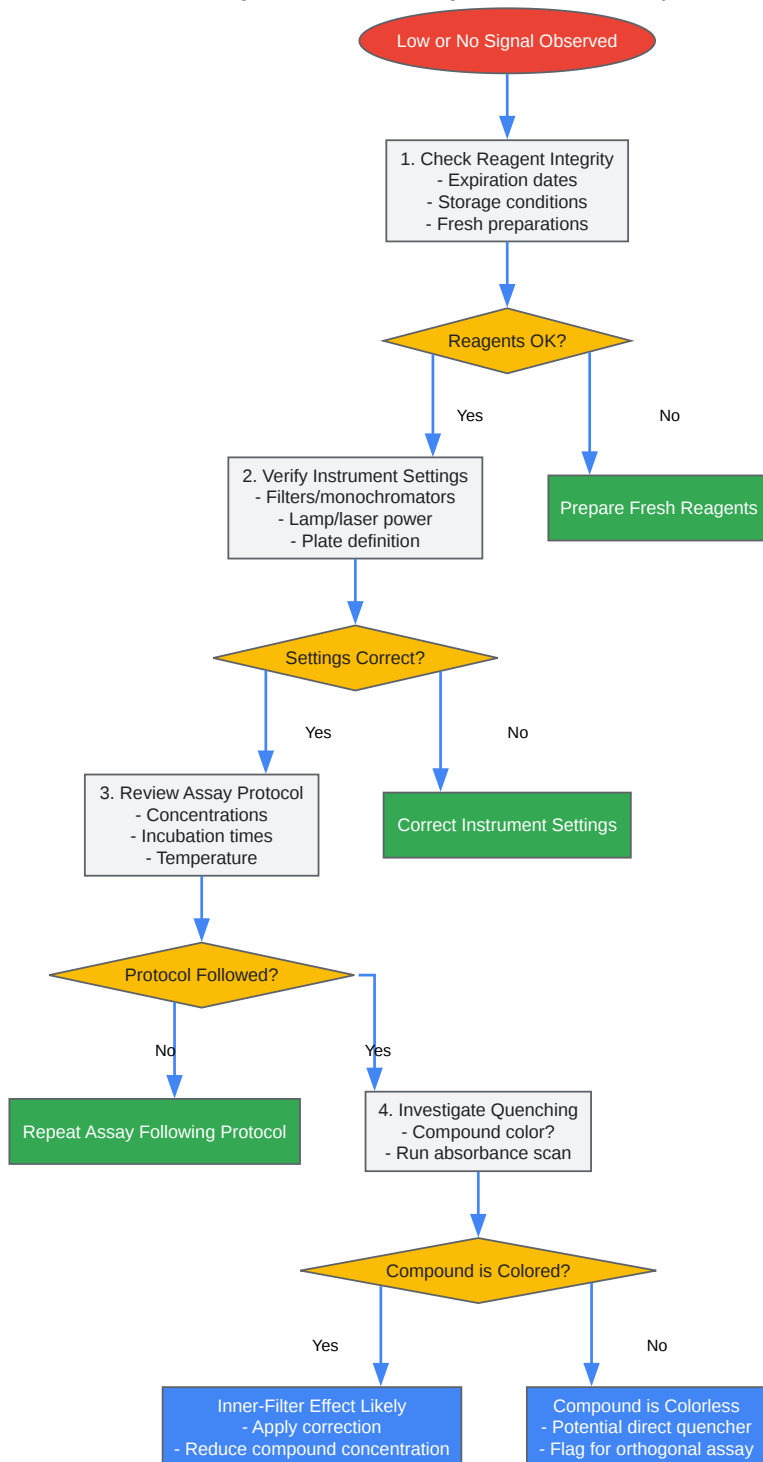 Low or No Signal Observed
1. Check Reagent Integrity
- Expiration dates
- Storage conditions
- Fresh preparations
Reagents OK?
Yes
No
2. Verify Instrument Settings
- Filters/monochromators
- Lamp/laser power
- Plate definition
Prepare Fresh Reagents
Settings Correct?
Yes
No
3. Review Assay Protocol
- Concentrations
- Incubation times
- Temperature
Correct Instrument Settings
Protocol Followed?
No
Yes
Repeat Assay Following Protocol
4. Investigate Quenching
- Compound color?
- Run absorbance scan
Compound is Colored?
Yes
No
Inner-Filter Effect Likely
- Apply correction
- Reduce compound concentration
Compound is Colorless
- Potential direct quencher
- Flag for orthogonal assay